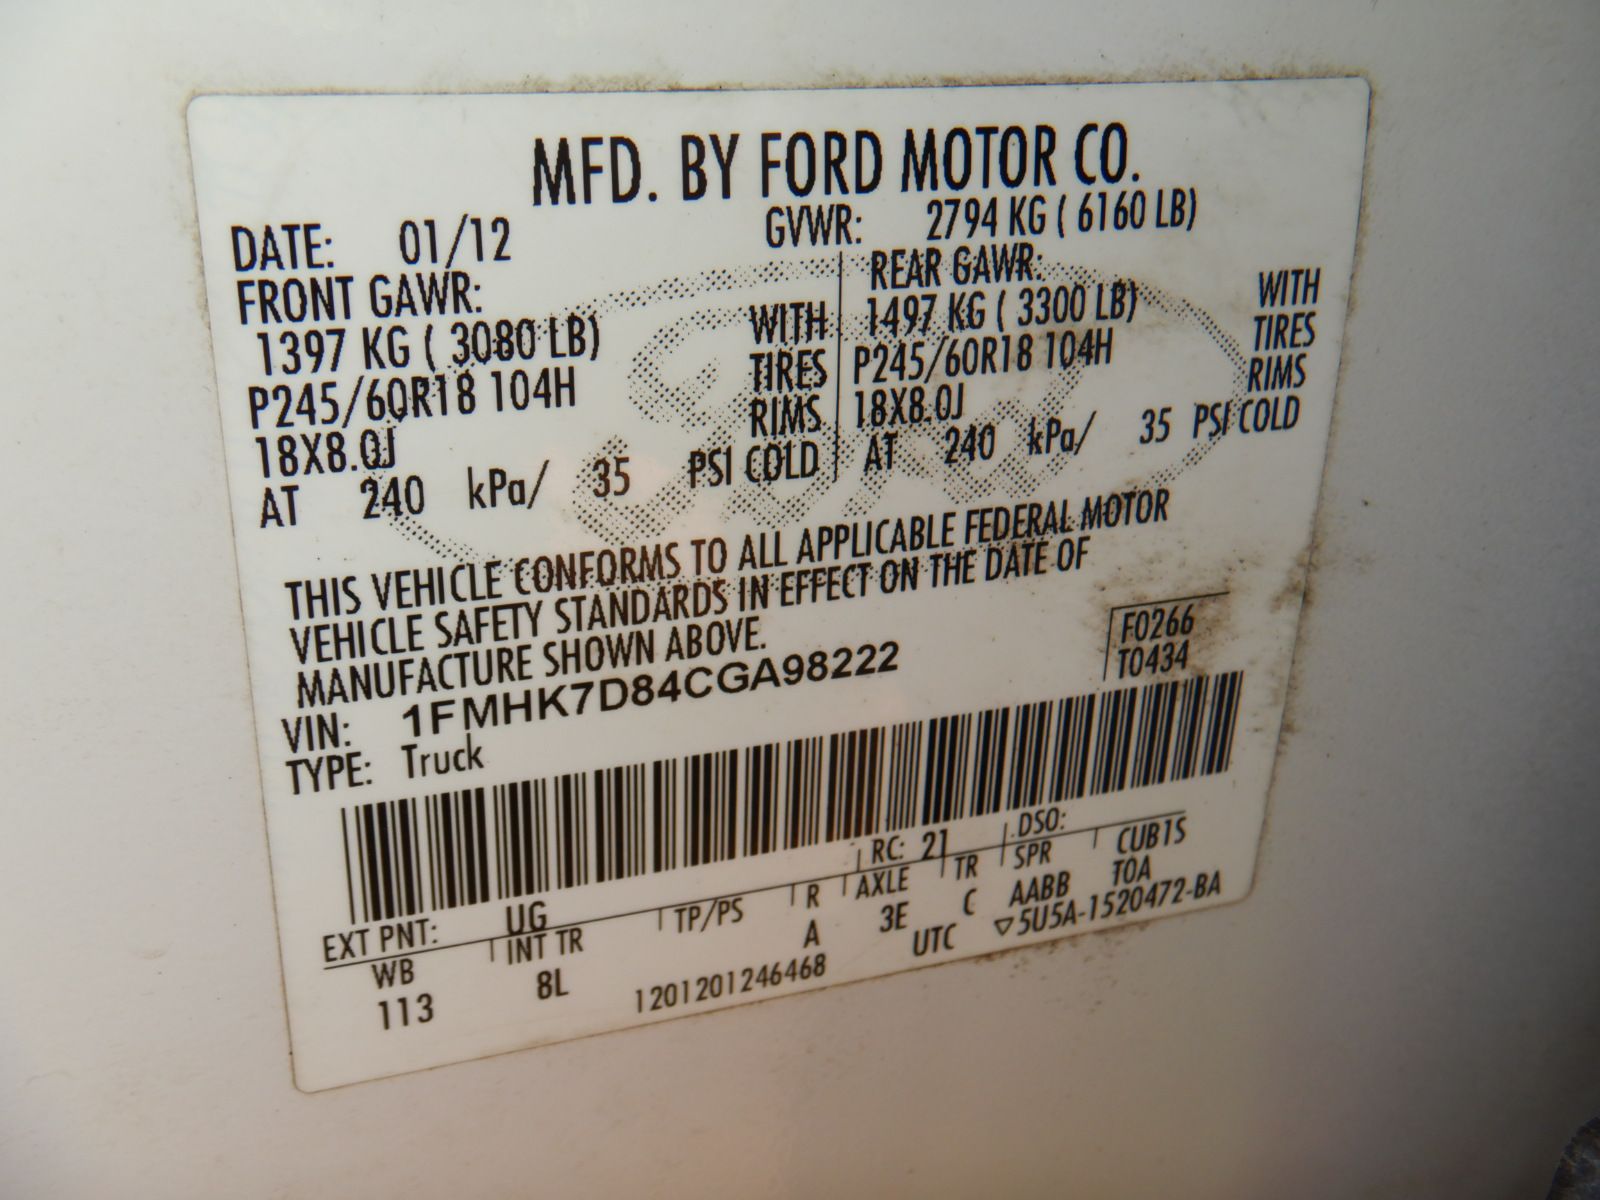 MFD. BY FORD MOTOR CO.
DATE: 01/12 GVWR: 2794 KG ( 6160 LB)
FRONT GAWR: REAR GAWR:
1397 KG ( 3080 LB) WITH 1497 KG ( 3300 LB) WITH
P245/60R18 104H TIRES P245/60R18 104H TIRES
18X8.0J RIMS 18X8.0J RIMS
AT 240 kPa/ 35 PSI COLD AT 240 kPa/ 35 PSI COLD
THIS VEHICLE CONFORMS TO ALL APPLICABLE FEDERAL MOTOR
VEHICLE SAFETY STANDARDS IN EFFECT ON THE DATE OF
MANUFACTURE SHOWN ABOVE.
F0266
T0434
VIN: 1FMHK7D84CGA98222
TYPE: Truck
EXT PNT: UG RC: 21 DSO:
WB INT TR TP/PS R AXLE TR SPR CUB1S
113 8L A 3E C AABB TOA
1201201246468 UTC ▽5U5A-1520472-BA